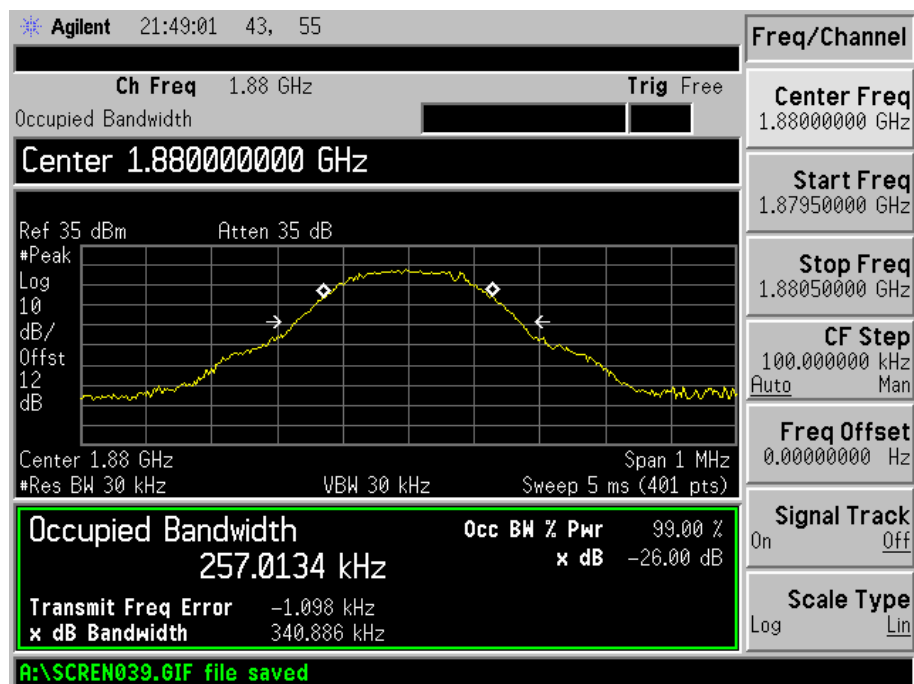 Agilent 21:49:01 43, 55
Freq/Channel
Ch Freq 1.88 GHz Trig Free
Occupied Bandwidth
Center 1.880000000 GHz
Ref 35 dBm Atten 35 dB
#Peak
Log
10
dB/
Offst
12
dB
Center 1.88 GHz Span 1 MHz
#Res BW 30 kHz VBW 30 kHz Sweep 5 ms (401 pts)
Occupied Bandwidth Occ BW % Pwr 99.00 %
257.0134 kHz x dB -26.00 dB
Transmit Freq Error -1.098 kHz
x dB Bandwidth 340.886 kHz
A:\SCREN039.GIF file saved
Center Freq
1.88000000 GHz
Start Freq
1.87950000 GHz
Stop Freq
1.88050000 GHz
CF Step
100.000000 kHz
Auto Man
Freq Offset
0.00000000 Hz
Signal Track
On Off
Scale Type
Log Lin